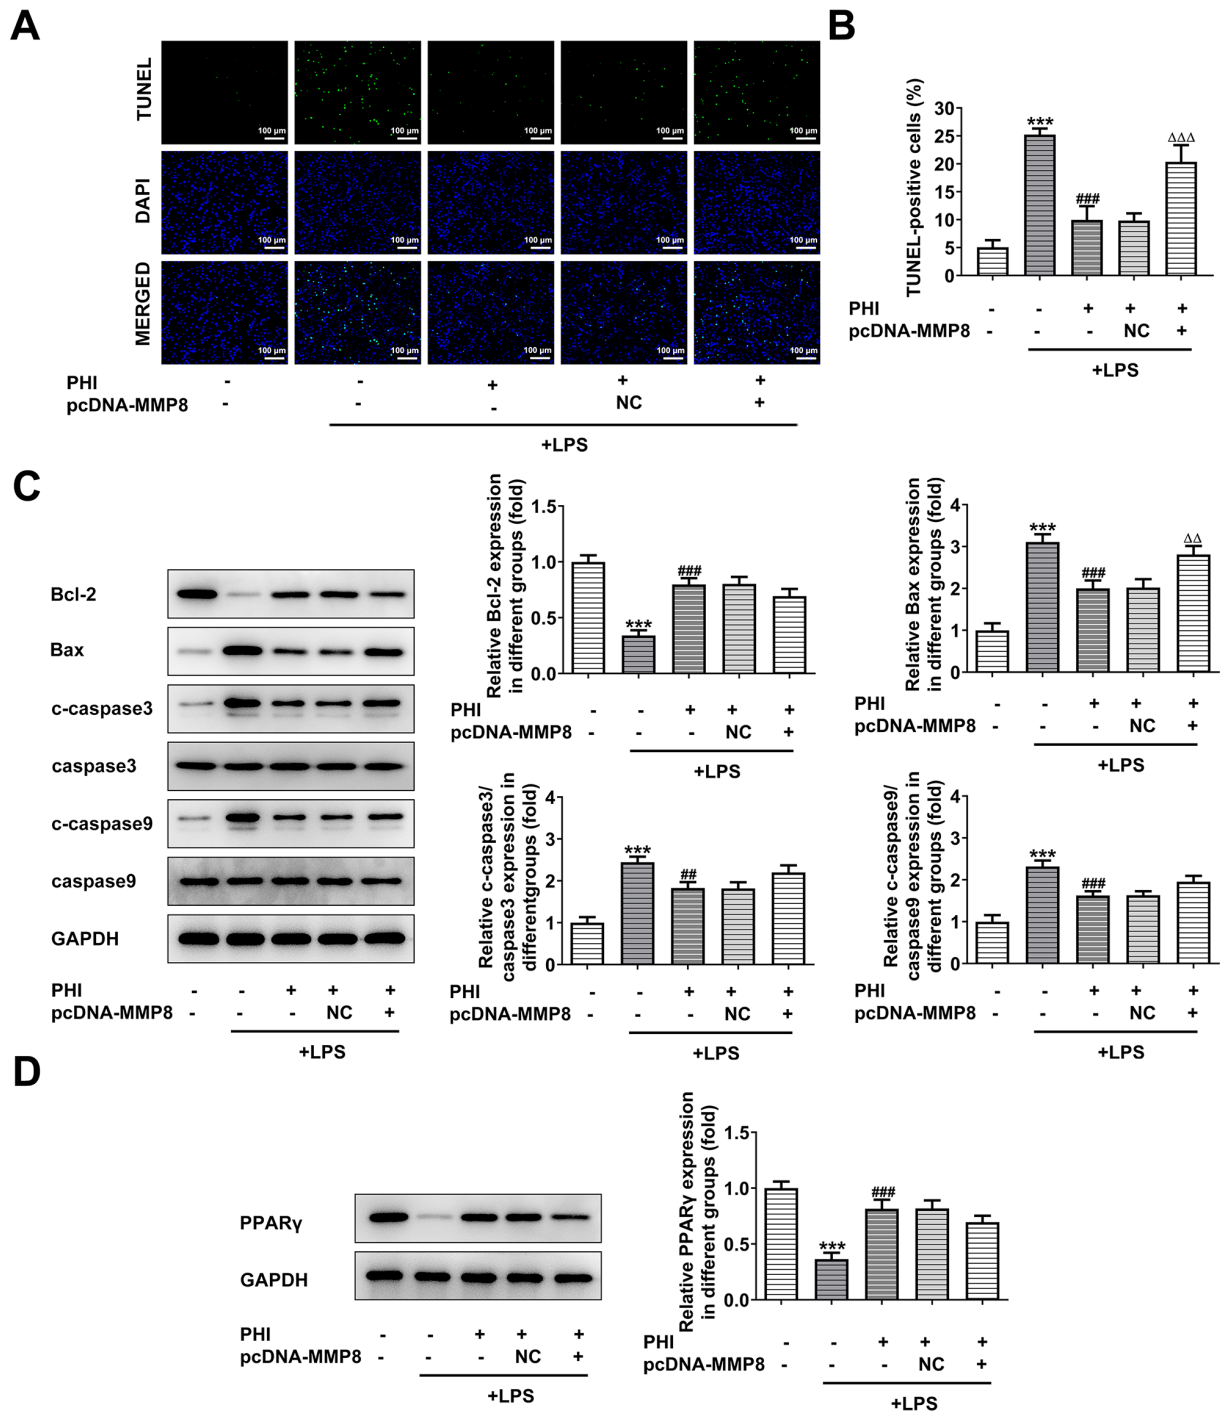 A
TUNEL
100 µm 100 µm 100 µm 100 µm 100 µm
DAPI
100 µm 100 µm 100 µm 100 µm 100 µm
MERGED
100 µm 100 µm 100 µm 100 µm 100 µm
PHI - - + + +
pcDNA-MMP8 - - - NC +
+LPS
B
TUNEL-positive cells (%)
30
25
20
15
10
5
0
***
###
ΔΔΔ
PHI - - + + +
pcDNA-MMP8 - - - NC +
+LPS
C
Bcl-2
Bax
c-caspase3
caspase3
c-caspase9
caspase9
GAPDH
PHI - - + + +
pcDNA-MMP8 - - - NC +
+LPS
Relative Bcl-2 expression
in different groups (fold)
1.5
1.0
0.5
0.0
***
###
PHI - - + + +
pcDNA-MMP8 - - - NC +
+LPS
Relative Bax expression
in different groups (fold)
4
3
2
1
0
***
###
ΔΔ
PHI - - + + +
pcDNA-MMP8 - - - NC +
+LPS
Relative c-caspase3/
caspase3 expression in
differentgroups (fold)
4
3
2
1
0
***
##
PHI - - + + +
pcDNA-MMP8 - - - NC +
+LPS
Relative c-caspase9/
caspase9 expression in
different groups (fold)
4
3
2
1
0
***
###
PHI - - + + +
pcDNA-MMP8 - - - NC +
+LPS
D
PPARγ
GAPDH
PHI - - + + +
pcDNA-MMP8 - - - NC +
+LPS
Relative PPARγ expression
in different groups (fold)
1.5
1.0
0.5
0.0
***
###
PHI - - + + +
pcDNA-MMP8 - - - NC +
+LPS